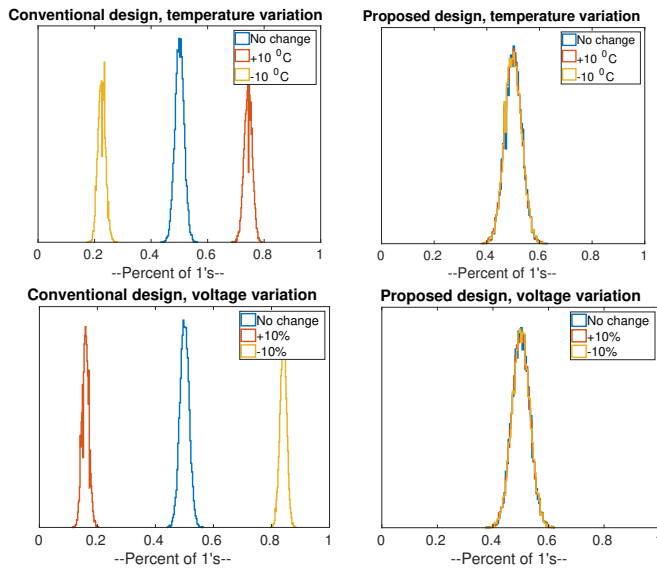 Conventional design, temperature variation
No change
+10 ⁰C
-10 ⁰C
0 0.2 0.4 0.6 0.8 1
--Percent of 1's--
Proposed design, temperature variation
No change
+10 ⁰C
-10 ⁰C
0 0.2 0.4 0.6 0.8 1
--Percent of 1's--
Conventional design, voltage variation
No change
+10%
-10%
0 0.2 0.4 0.6 0.8 1
--Percent of 1's--
Proposed design, voltage variation
No change
+10%
-10%
0 0.2 0.4 0.6 0.8 1
--Percent of 1's--